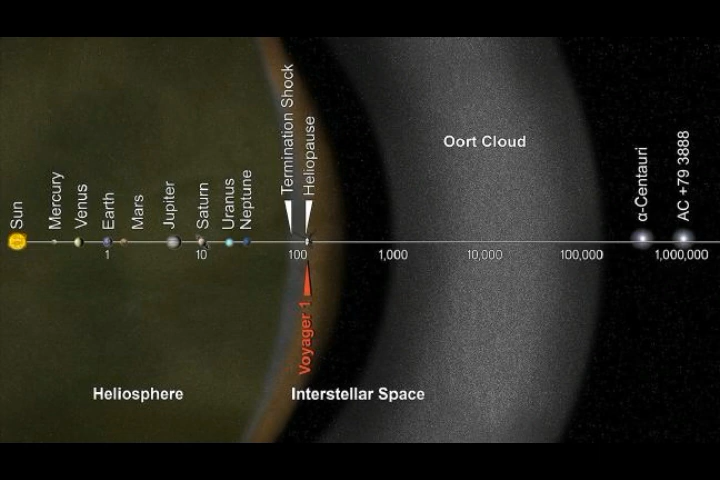 Sun
Mercury
Venus
Earth
Mars
Jupiter
Saturn
Uranus
Neptune
Termination Shock
Heliopause
Oort Cloud
α-Centauri
AC +79 3888
1
10
100
1,000
10,000
100,000
1,000,000
Voyager 1
Heliosphere
Interstellar Space